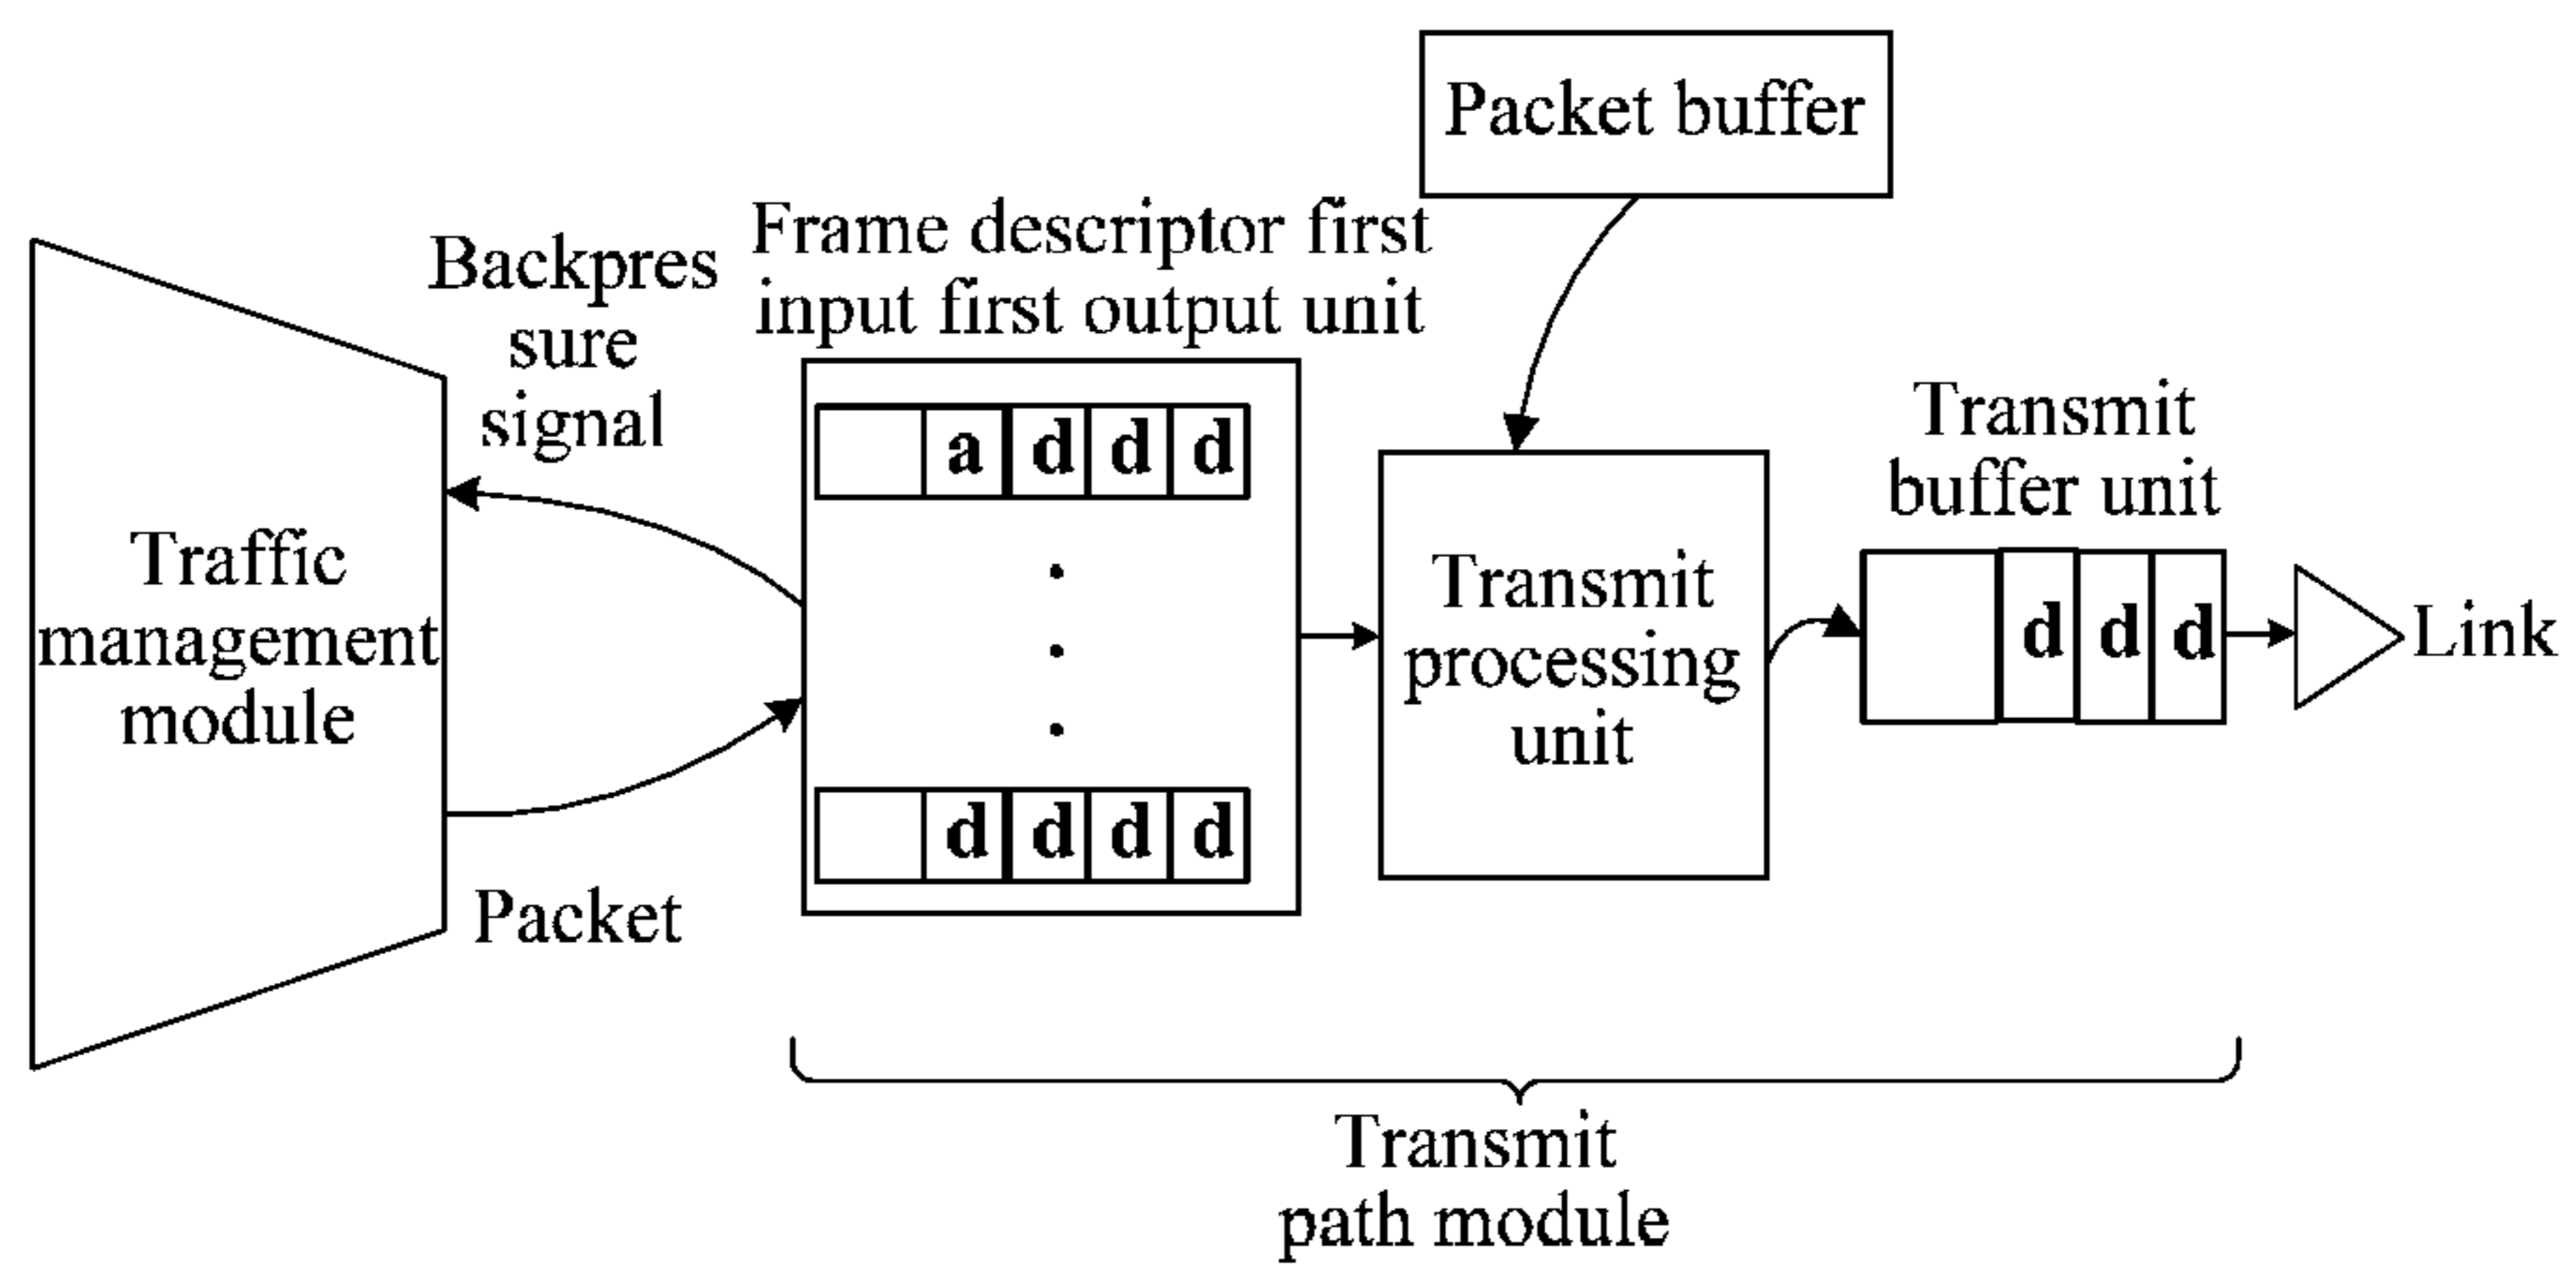 Packet buffer
Frame descriptor first
input first output unit
Backpres
sure
signal
a d d d
Traffic
management
module
Transmit
processing
unit
Transmit
buffer unit
d d d
Link
d d d d
Packet
Transmit
path module